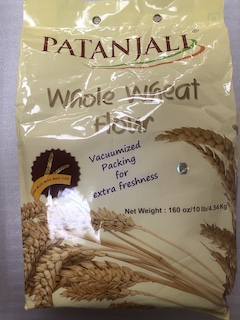 PATANJALI
Whole Wheat
Flour
Vacuumized
Packing
for
extra freshness
Net Weight : 160 oz/10 lb/4.54Kg